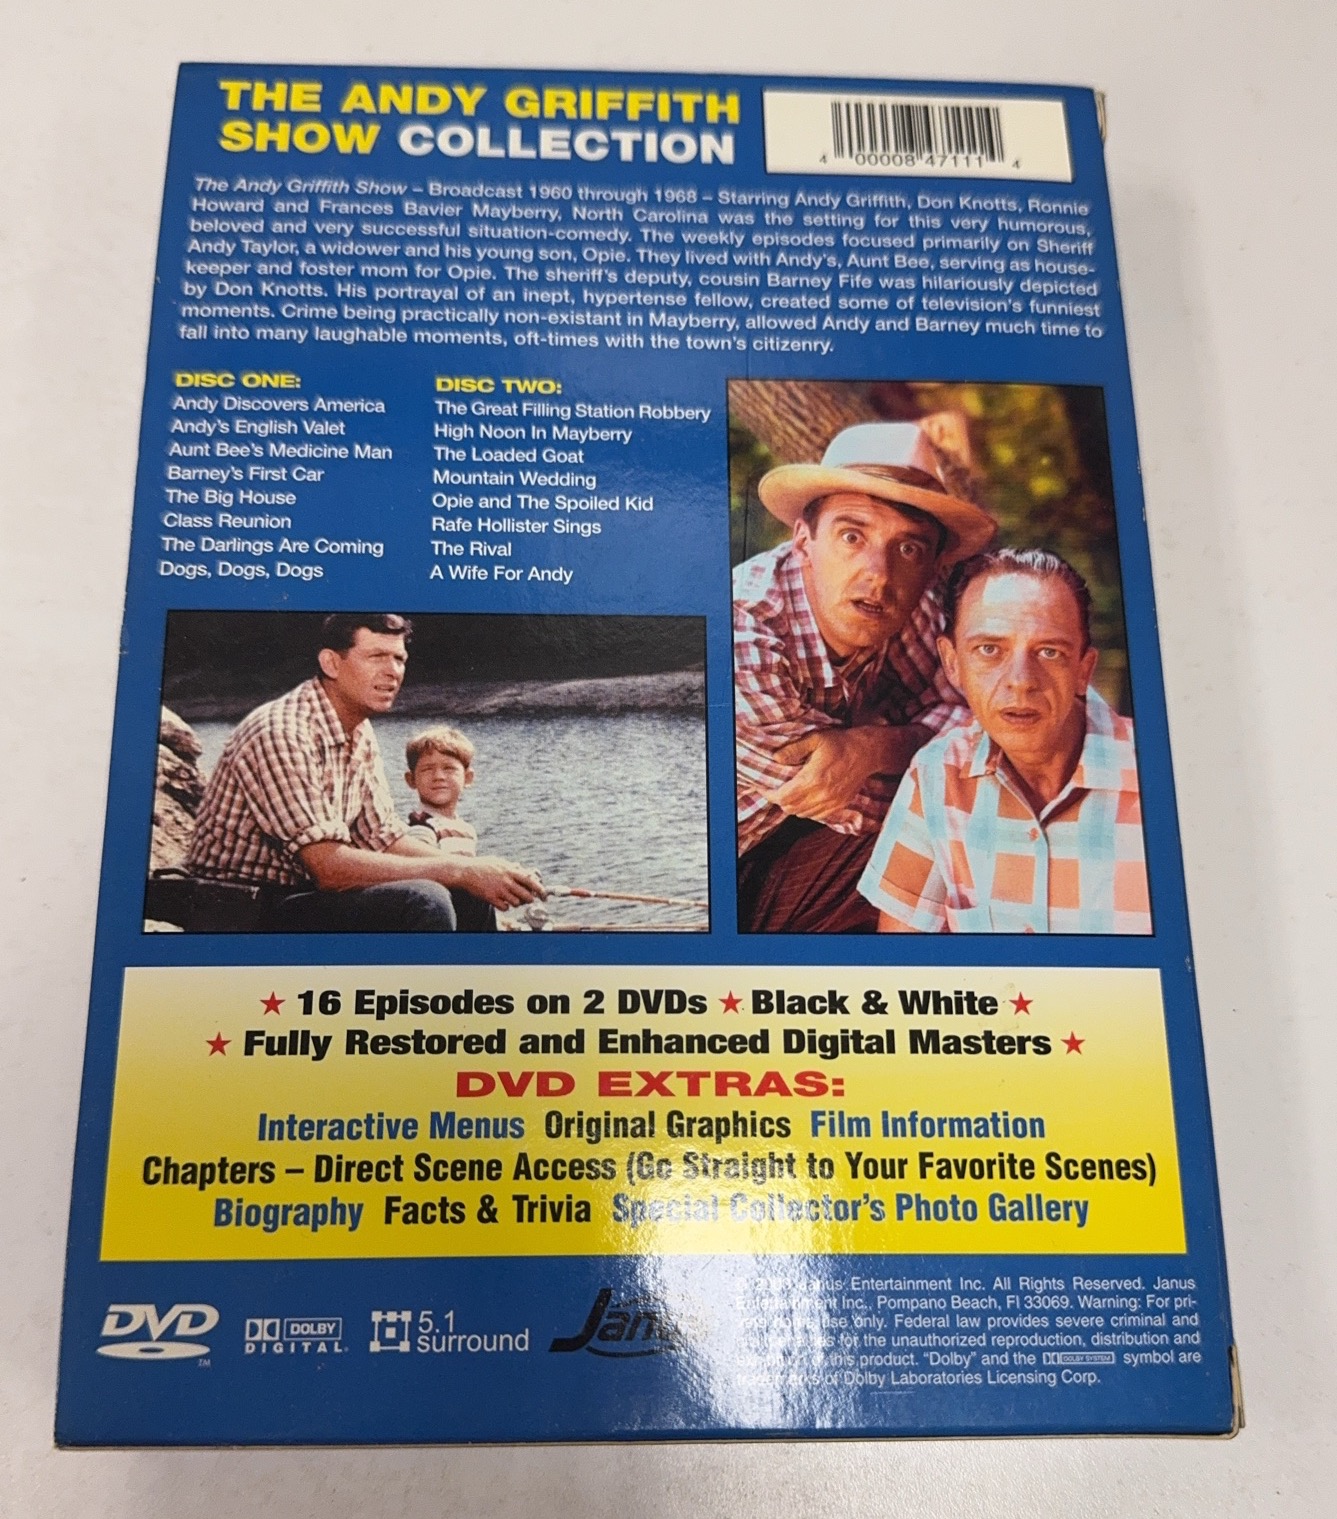 THE ANDY GRIFFITH
SHOW COLLECTION
4 00008 47111 4
The Andy Griffith Show – Broadcast 1960 through 1968 – Starring Andy Griffith, Don Knotts, Ronnie
Howard and Frances Bavier Mayberry, North Carolina was the setting for this very humorous,
beloved and very successful situation-comedy. The weekly episodes focused primarily on Sheriff
Andy Taylor, a widower and his young son, Opie. They lived with Andy's, Aunt Bee, serving as house-
keeper and foster mom for Opie. The sheriff's deputy, cousin Barney Fife was hilariously depicted
by Don Knotts. His portrayal of an inept, hypertense fellow, created some of television's funniest
moments. Crime being practically non-existant in Mayberry, allowed Andy and Barney much time to
fall into many laughable moments, oft-times with the town's citizenry.
DISC ONE:
Andy Discovers America
Andy's English Valet
Aunt Bee's Medicine Man
Barney's First Car
The Big House
Class Reunion
The Darlings Are Coming
Dogs, Dogs, Dogs
DISC TWO:
The Great Filling Station Robbery
High Noon In Mayberry
The Loaded Goat
Mountain Wedding
Opie and The Spoiled Kid
Rafe Hollister Sings
The Rival
A Wife For Andy
★ 16 Episodes on 2 DVDs ★ Black & White ★
★ Fully Restored and Enhanced Digital Masters ★
DVD EXTRAS:
Interactive Menus Original Graphics Film Information
Chapters – Direct Scene Access (Go Straight to Your Favorite Scenes)
Biography Facts & Trivia Special Collector's Photo Gallery
DVD TM
DOLBY DIGITAL
5.1 surround
Janus
Janus Entertainment Inc. All Rights Reserved. Janus
Entertainment Inc., Pompano Beach, Fl 33069. Warning: For pri-
vate home use only. Federal law provides severe criminal and
for the unauthorized reproduction, distribution and
of this product. "Dolby" and the DOLBY SYSTEM symbol are
trademarks of Dolby Laboratories Licensing Corp.